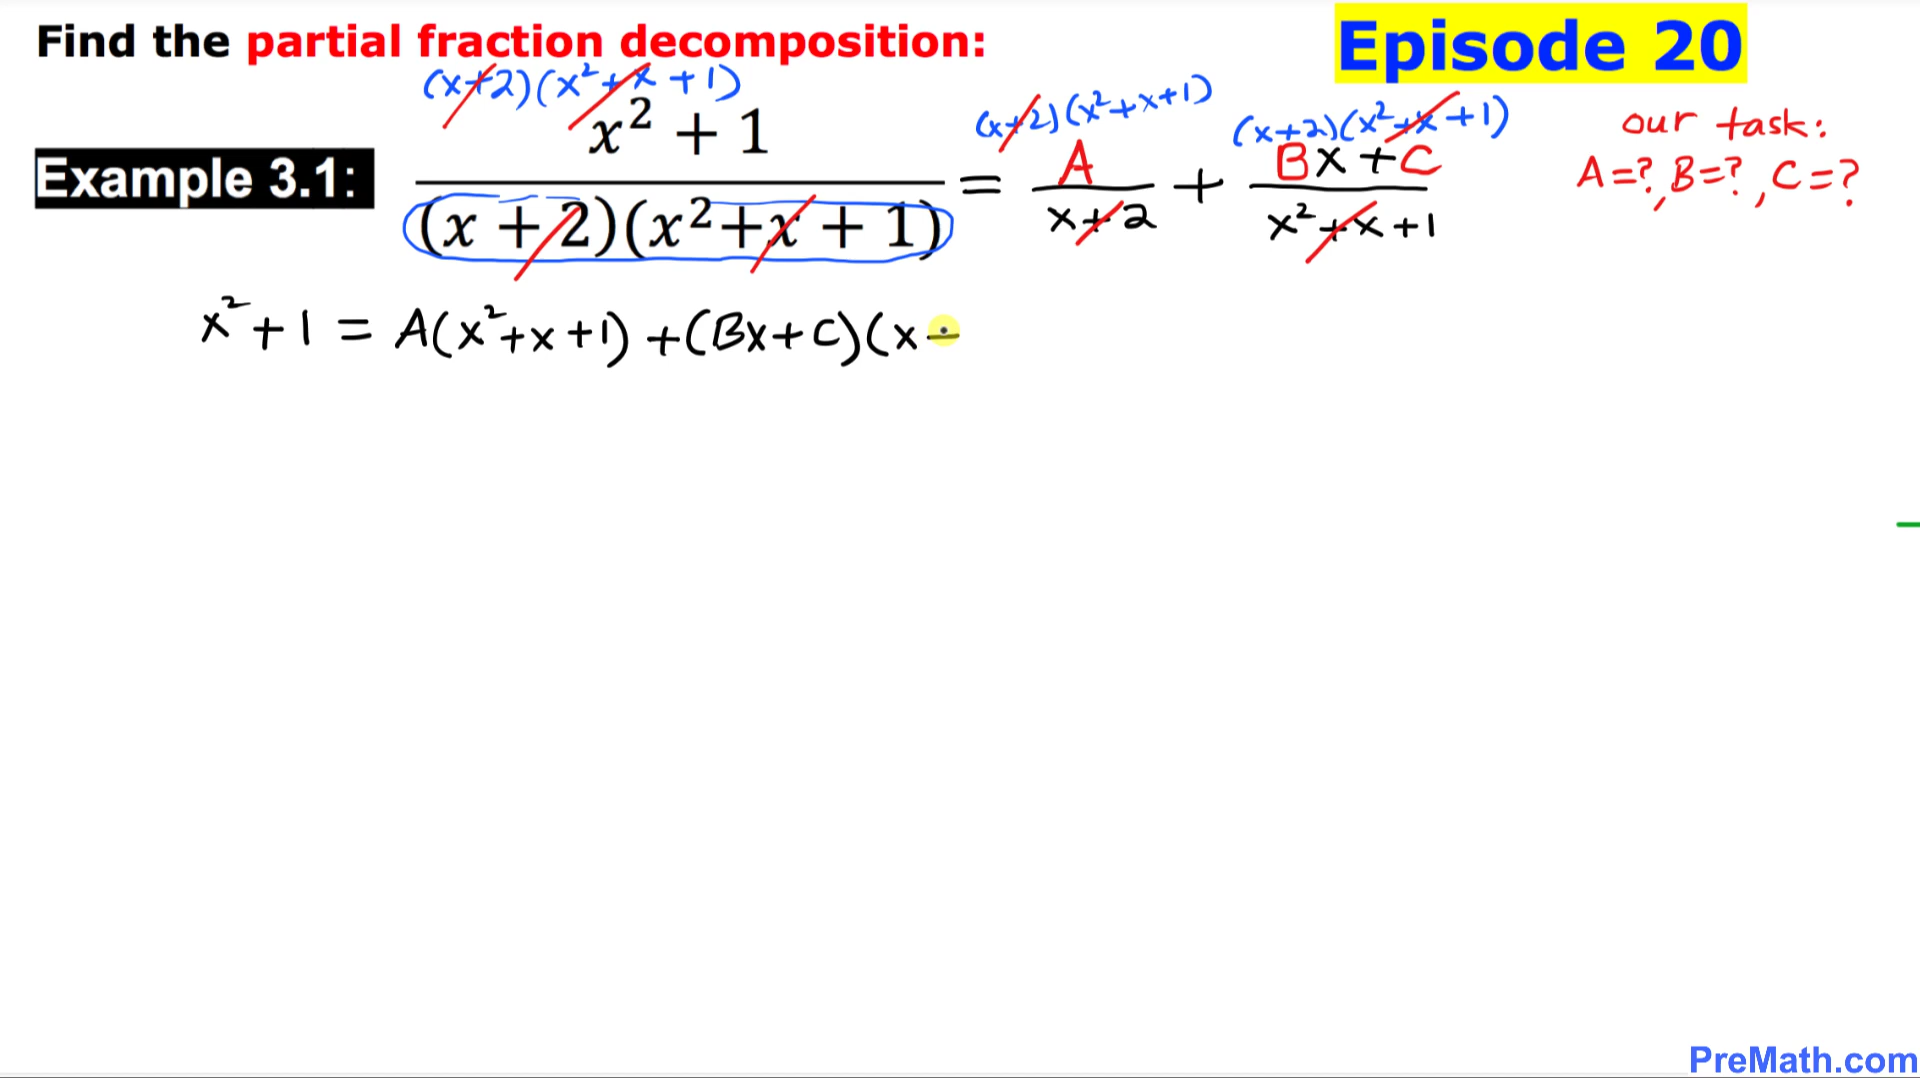 Find the partial fraction decomposition:
Episode 20
(x+2)(x²+x+1)
(x+2)(x²+x+1)
(x+2)(x²+x+1)
our task:
A=?, B=?, C=?
Example 3.1:
x² + 1 / (x + 2)(x² + x + 1) = A / x+2 + Bx+C / x²+x+1
x²+1 = A(x²+x+1) + (Bx+C)(x
PreMath.com